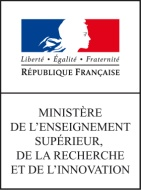 Liberté • Égalité • Fraternité
RÉPUBLIQUE FRANÇAISE
MINISTÈRE
DE L'ENSEIGNEMENT
SUPÉRIEUR,
DE LA RECHERCHE
ET DE L'INNOVATION